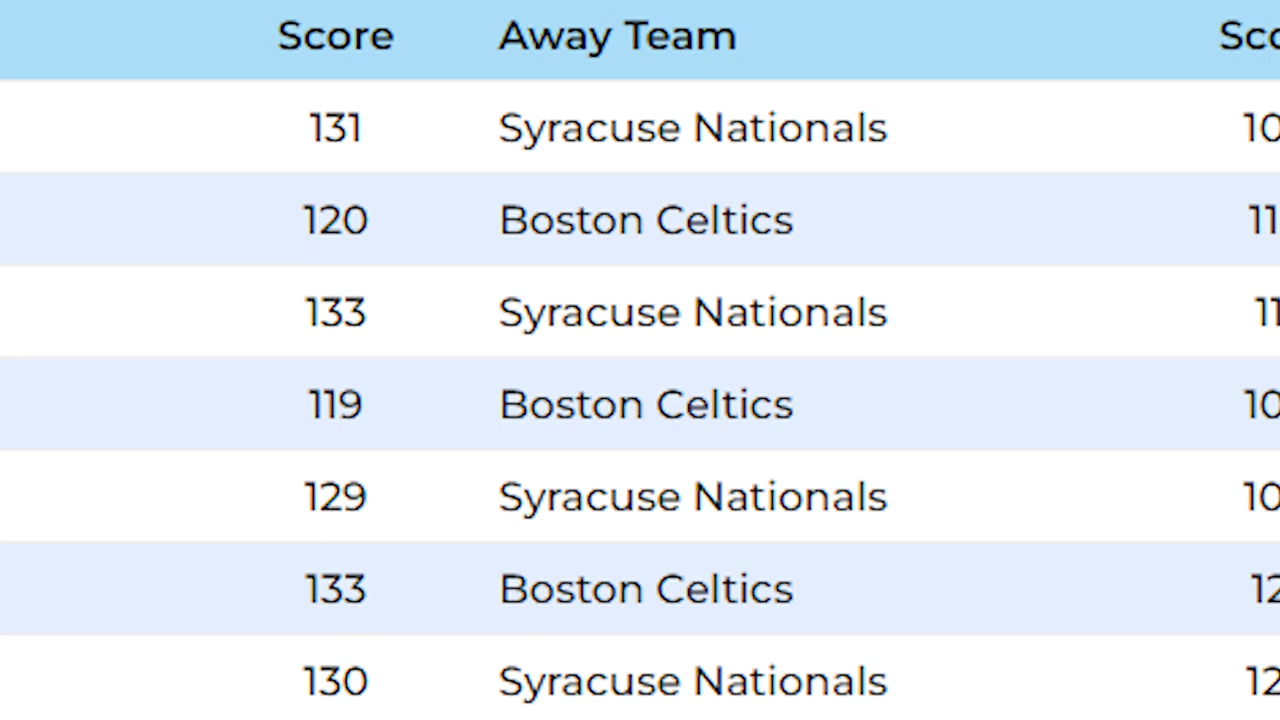 Score Away Team
131 Syracuse Nationals
120 Boston Celtics
133 Syracuse Nationals
119 Boston Celtics
129 Syracuse Nationals
133 Boston Celtics
130 Syracuse Nationals